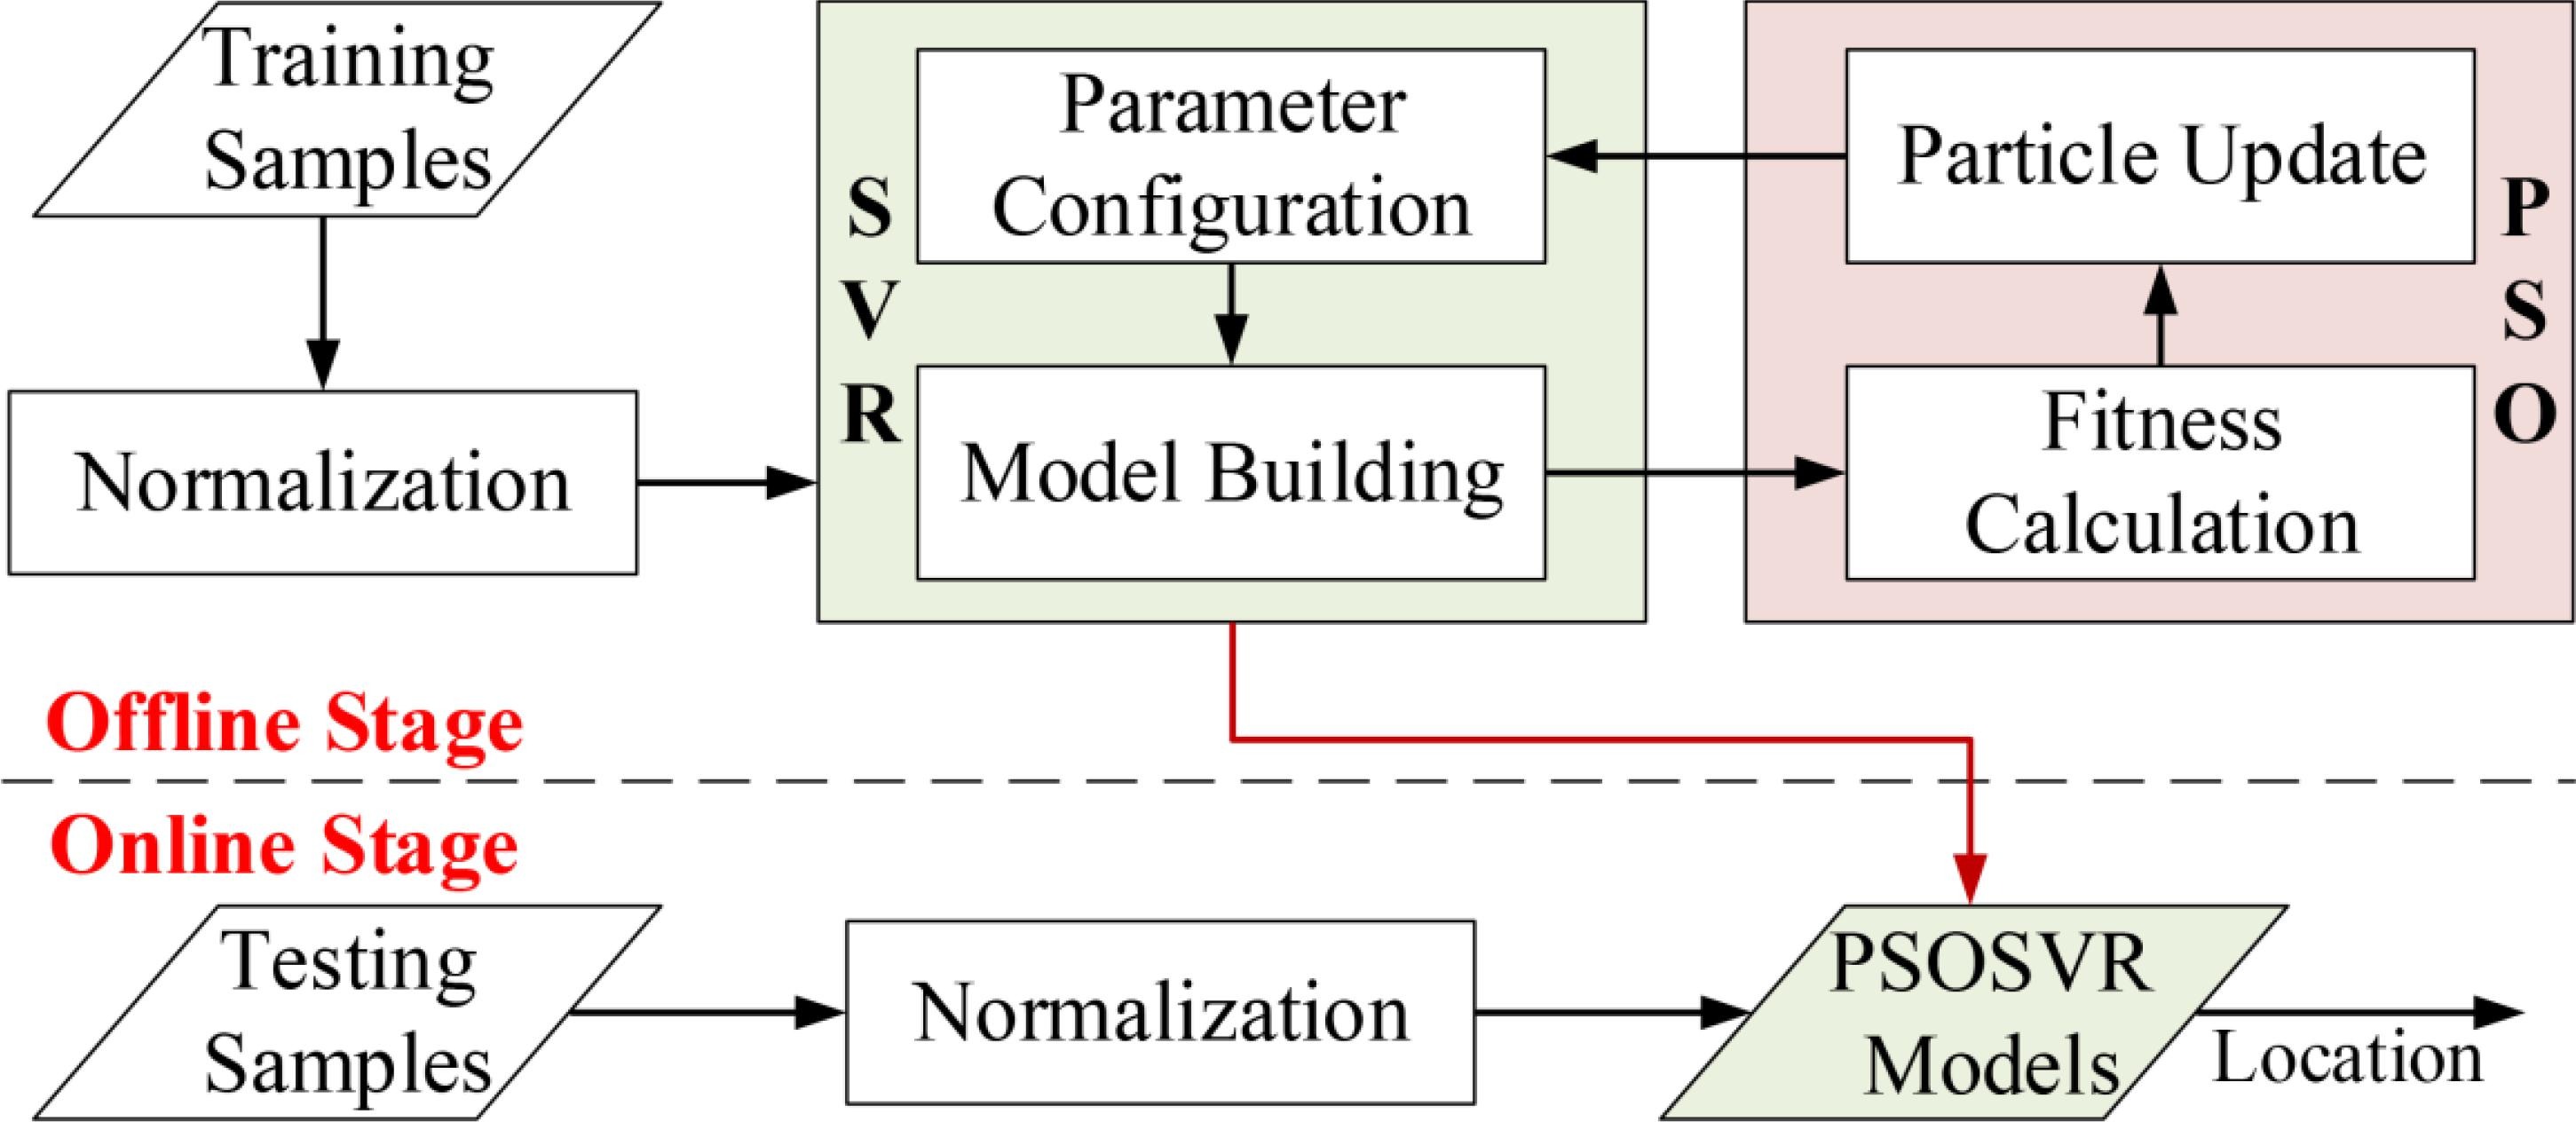 Training
Samples
Normalization
S
V
R
Parameter
Configuration
Model Building
Particle Update
Fitness
Calculation
P
S
O
Offline Stage
Online Stage
Testing
Samples
Normalization
PSOSVR
Models
Location